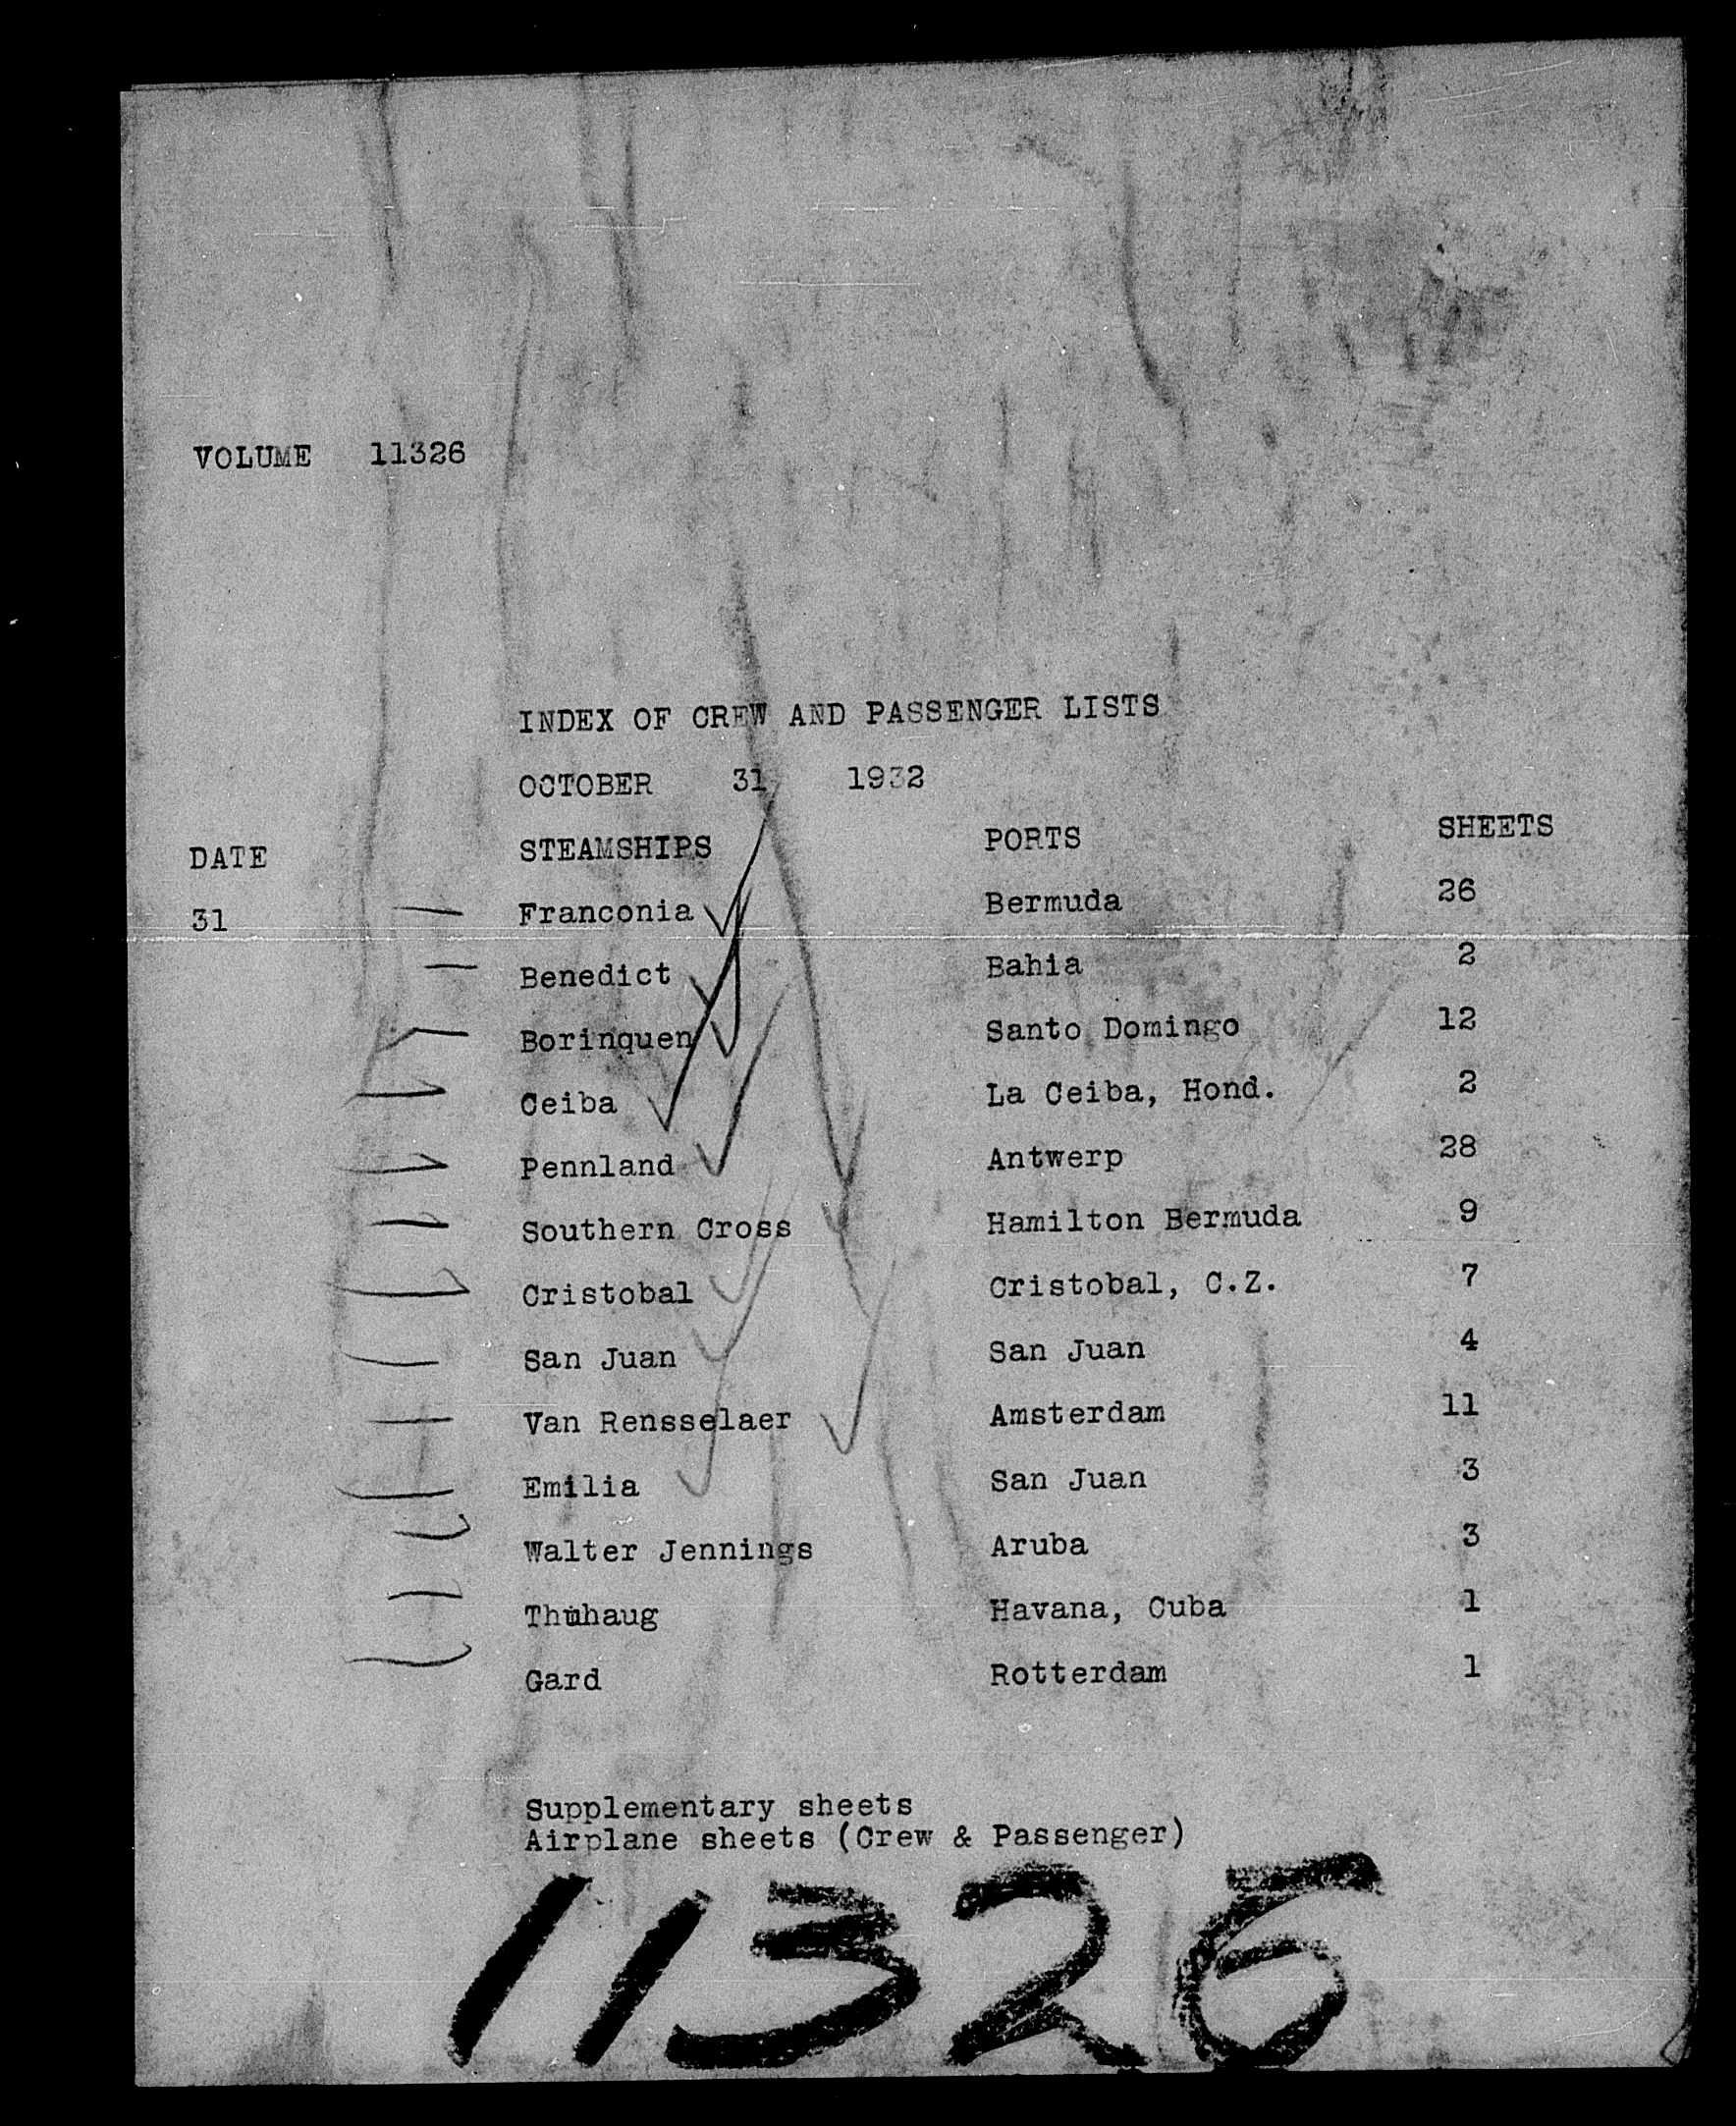 VOLUME 11326
INDEX OF CREW AND PASSENGER LISTS
OCTOBER 31 1932
DATE STEAMSHIPS PORTS SHEETS
31 Franconia Bermuda 26
Benedict Bahia 2
Borinquen Santo Domingo 12
Ceiba La Ceiba, Hond. 2
Pennland Antwerp 28
Southern Cross Hamilton Bermuda 9
Cristobal Cristobal, C.Z. 7
San Juan San Juan 4
Van Rensselaer Amsterdam 11
Emilia San Juan 3
Walter Jennings Aruba 3
Havana, Cuba 1
Gard Rotterdam 1
Supplementary sheets
Airplane sheets (Crew & Passenger)
11326